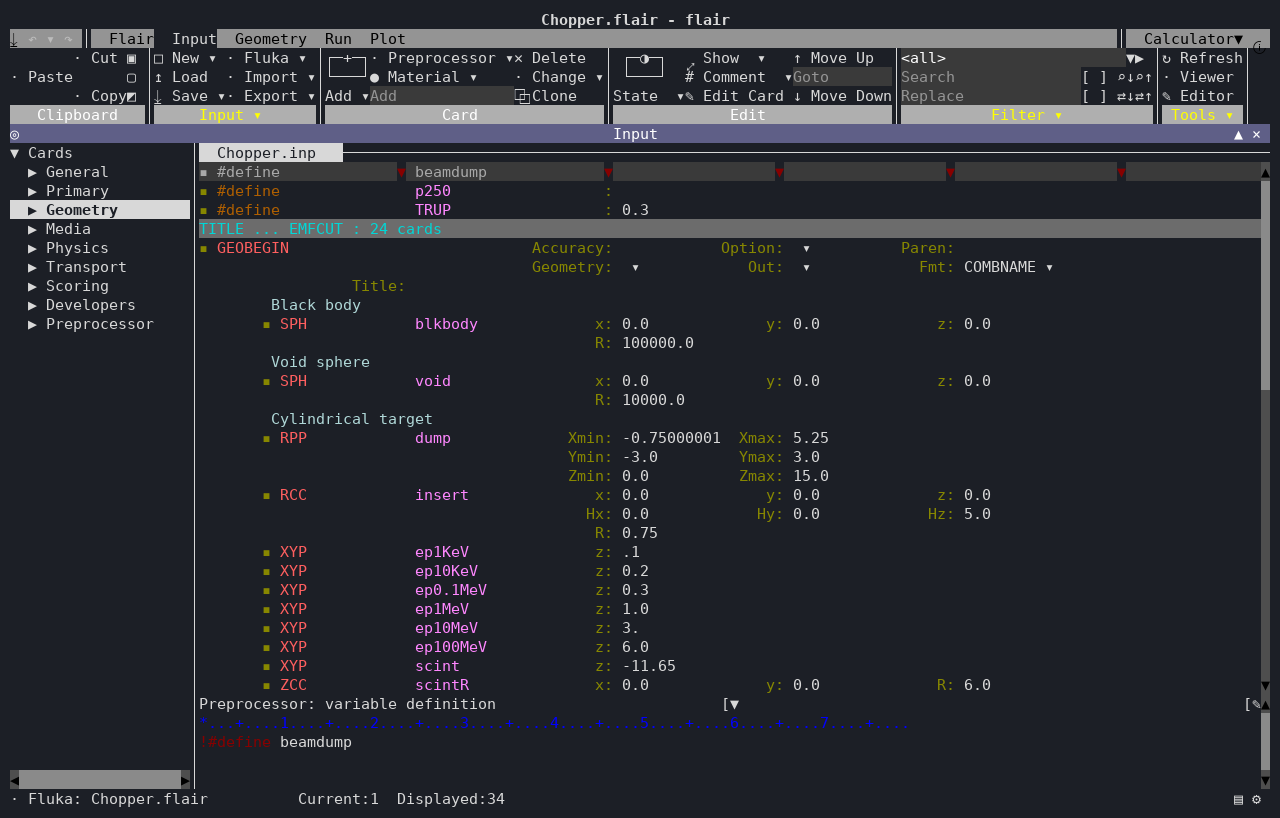 Chopper.flair - flair
Flair Input Geometry Run Plot Calculator▼
Cut New ▾ Fluka ▾ Preprocessor ▾ Delete Show ▾ Move Up <all> Refresh
Paste Load Import ▾ Material ▾ Change ▾ # Comment ▾ Goto Search [ ] Viewer
Copy Save ▾ Export ▾ Add ▾ Add Clone State ▾ Edit Card Move Down Replace [ ] Editor
Clipboard Input ▾ Card Edit Filter ▾ Tools ▾
Input
▼ Cards Chopper.inp
▶ General #define beamdump
▶ Primary #define p250 :
▶ Geometry #define TRUP : 0.3
▶ Media TITLE ... EMFCUT : 24 cards
▶ Physics GEOBEGIN Accuracy: Option: ▾ Paren:
▶ Transport Geometry: ▾ Out: ▾ Fmt: COMBNAME ▾
▶ Scoring Title:
▶ Developers Black body
▶ Preprocessor SPH blkbody x: 0.0 y: 0.0 z: 0.0
R: 100000.0
Void sphere
SPH void x: 0.0 y: 0.0 z: 0.0
R: 10000.0
Cylindrical target
RPP dump Xmin: -0.75000001 Xmax: 5.25
Ymin: -3.0 Ymax: 3.0
Zmin: 0.0 Zmax: 15.0
RCC insert x: 0.0 y: 0.0 z: 0.0
Hx: 0.0 Hy: 0.0 Hz: 5.0
R: 0.75
XYP ep1KeV z: .1
XYP ep10KeV z: 0.2
XYP ep0.1MeV z: 0.3
XYP ep1MeV z: 1.0
XYP ep10MeV z: 3.
XYP ep100MeV z: 6.0
XYP scint z: -11.65
ZCC scintR x: 0.0 y: 0.0 R: 6.0
Preprocessor: variable definition
*...+....1....+....2....+....3....+....4....+....5....+....6....+....7....+....
!#define beamdump
Fluka: Chopper.flair Current:1 Displayed:34